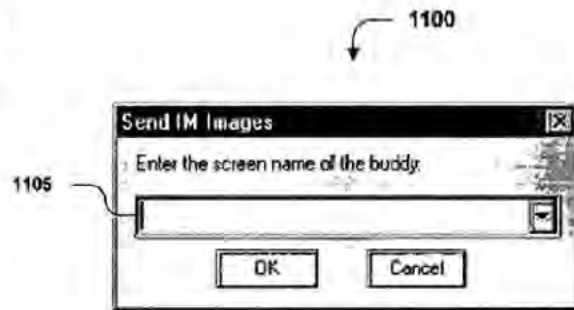 1100
Send IM Images
Enter the screen name of the buddy.
1105
OK Cancel